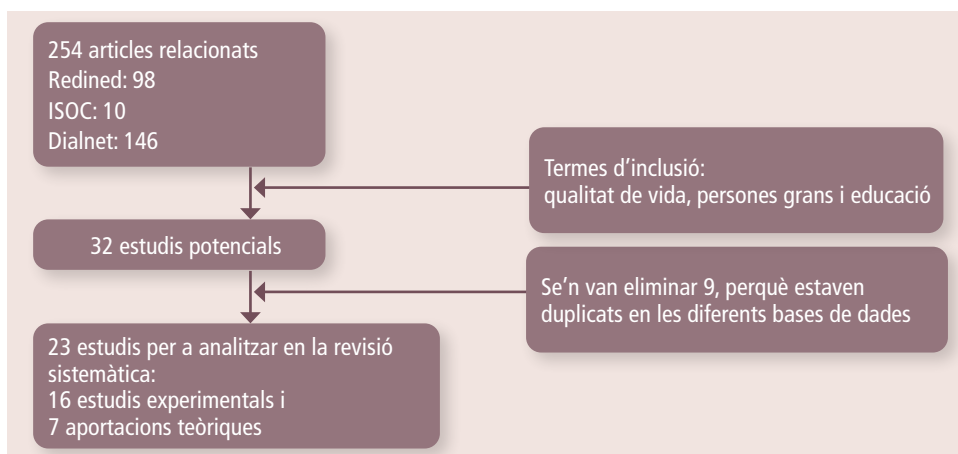 254 articles relacionats
Redined: 98
ISOC: 10
Dialnet: 146
Termes d’inclusió:
qualitat de vida, persones grans i educació
32 estudis potencials
Se’n van eliminar 9, perquè estaven
duplicats en les diferents bases de dades
23 estudis per a analitzar en la revisió
sistemàtica:
16 estudis experimentals i
7 aportacions teòriques